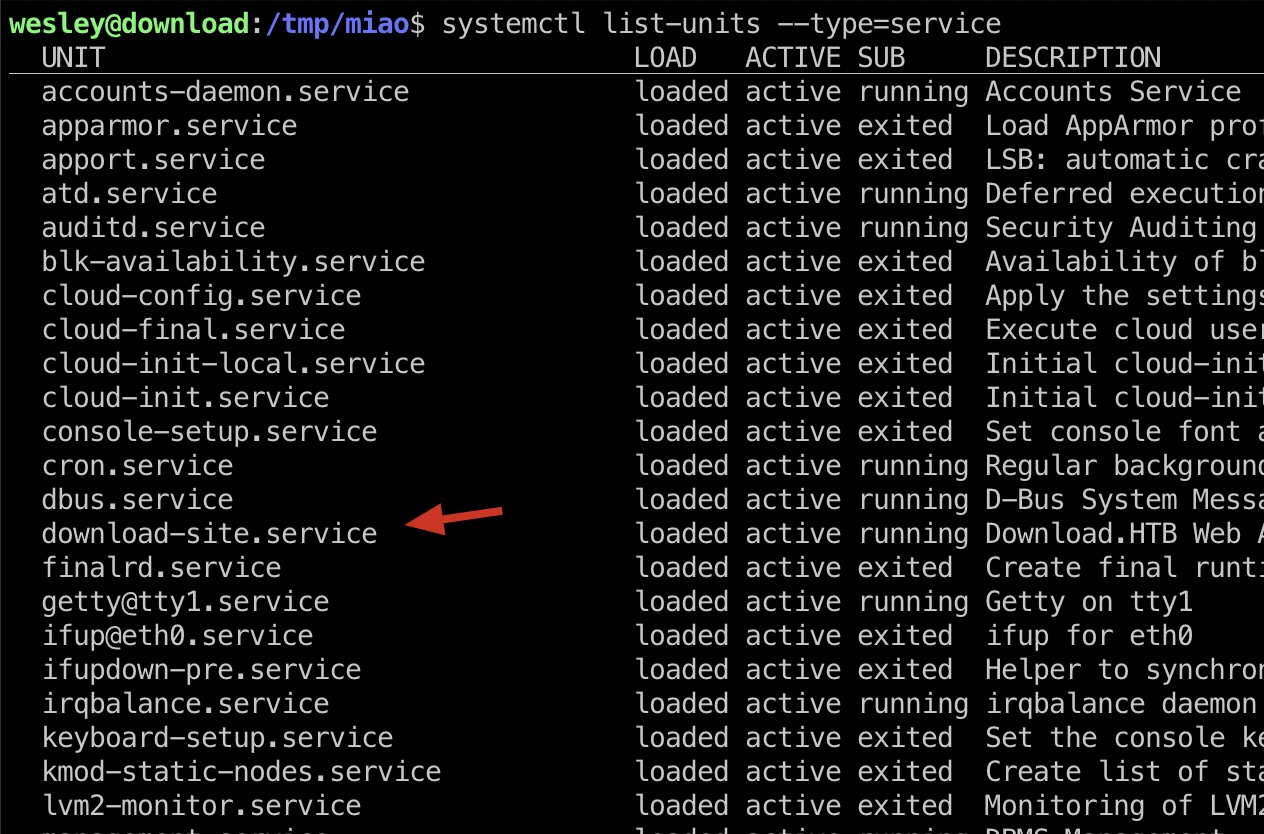 wesley@download:/tmp/miao$ systemctl list-units --type=service
UNIT LOAD ACTIVE SUB DESCRIPTION
accounts-daemon.service loaded active running Accounts Service
apparmor.service loaded active exited Load AppArmor prof
apport.service loaded active exited LSB: automatic cra
atd.service loaded active running Deferred execution
auditd.service loaded active running Security Auditing
blk-availability.service loaded active exited Availability of bl
cloud-config.service loaded active exited Apply the settings
cloud-final.service loaded active exited Execute cloud user
cloud-init-local.service loaded active exited Initial cloud-init
cloud-init.service loaded active exited Initial cloud-init
console-setup.service loaded active exited Set console font a
cron.service loaded active running Regular background
dbus.service loaded active running D-Bus System Messa
download-site.service loaded active running Download.HTB Web A
finalrd.service loaded active exited Create final runti
getty@tty1.service loaded active running Getty on tty1
ifup@eth0.service loaded active exited ifup for eth0
ifupdown-pre.service loaded active exited Helper to synchron
irqbalance.service loaded active running irqbalance daemon
keyboard-setup.service loaded active exited Set the console ke
kmod-static-nodes.service loaded active exited Create list of sta
lvm2-monitor.service loaded active exited Monitoring of LVM2